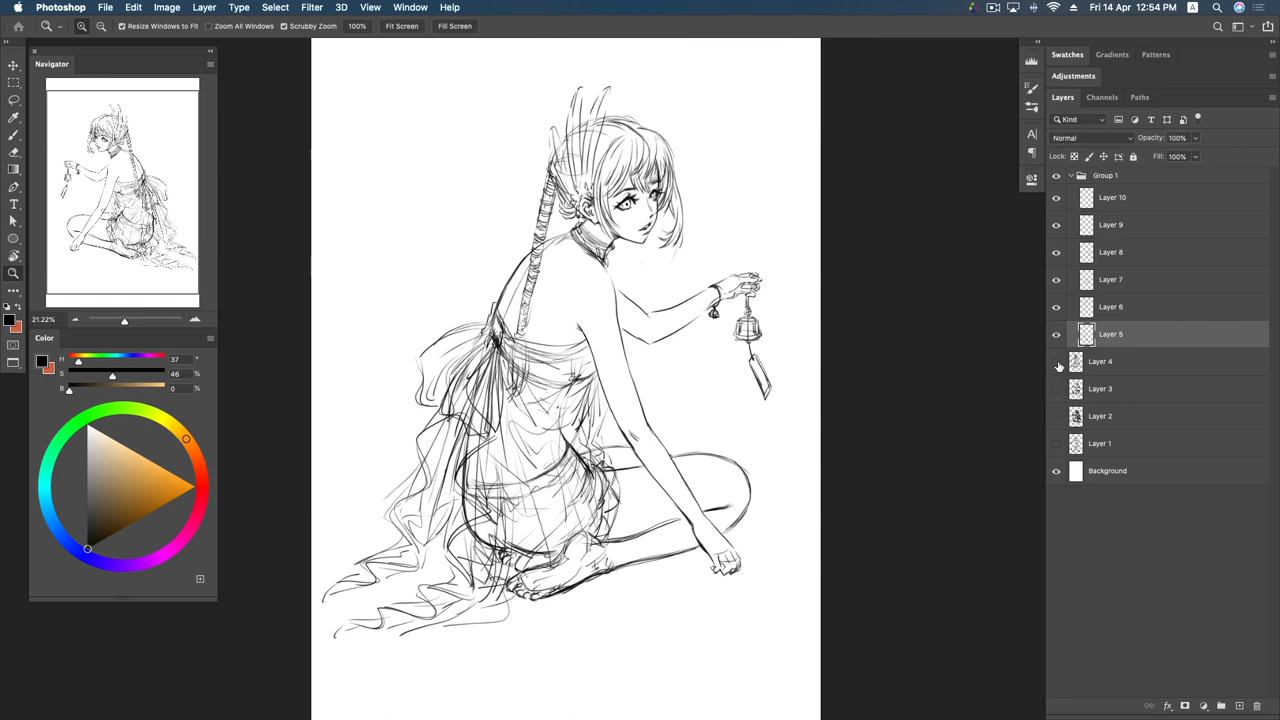 Photoshop File Edit Image Layer Type Select Filter 3D View Window Help Fri 14 Apr 12:54 PM A
Resize Windows to Fit Zoom All Windows Scrubby Zoom 100% Fit Screen Fill Screen
Navigator
21.22%
Color
H 37 °
S 46 %
B 0 %
Swatches Gradients Patterns
Adjustments
Layers Channels Paths
Kind
Normal Opacity: 100%
Lock: Fill: 100%
Group 1
Layer 10
Layer 9
Layer 8
Layer 7
Layer 6
Layer 5
Layer 4
Layer 3
Layer 2
Layer 1
Background